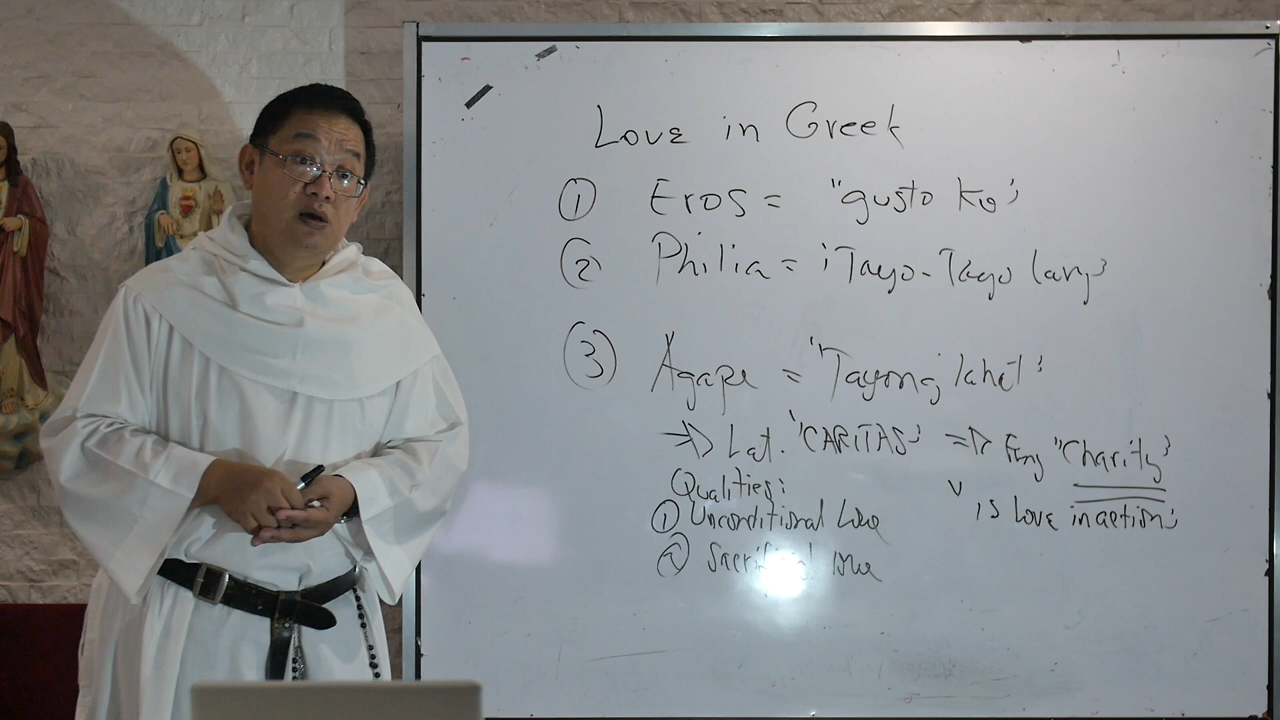 Love in Greek
① Eros = "gusto ko"
② Philia = "Tayo-Tayo lang"
③ Agape = "Tayong lahat"
⇒ Lat. "CARITAS" ⇒ Eng "Charity"
Qualities:
is love in action"
① Unconditional Love
② Sacrificial love